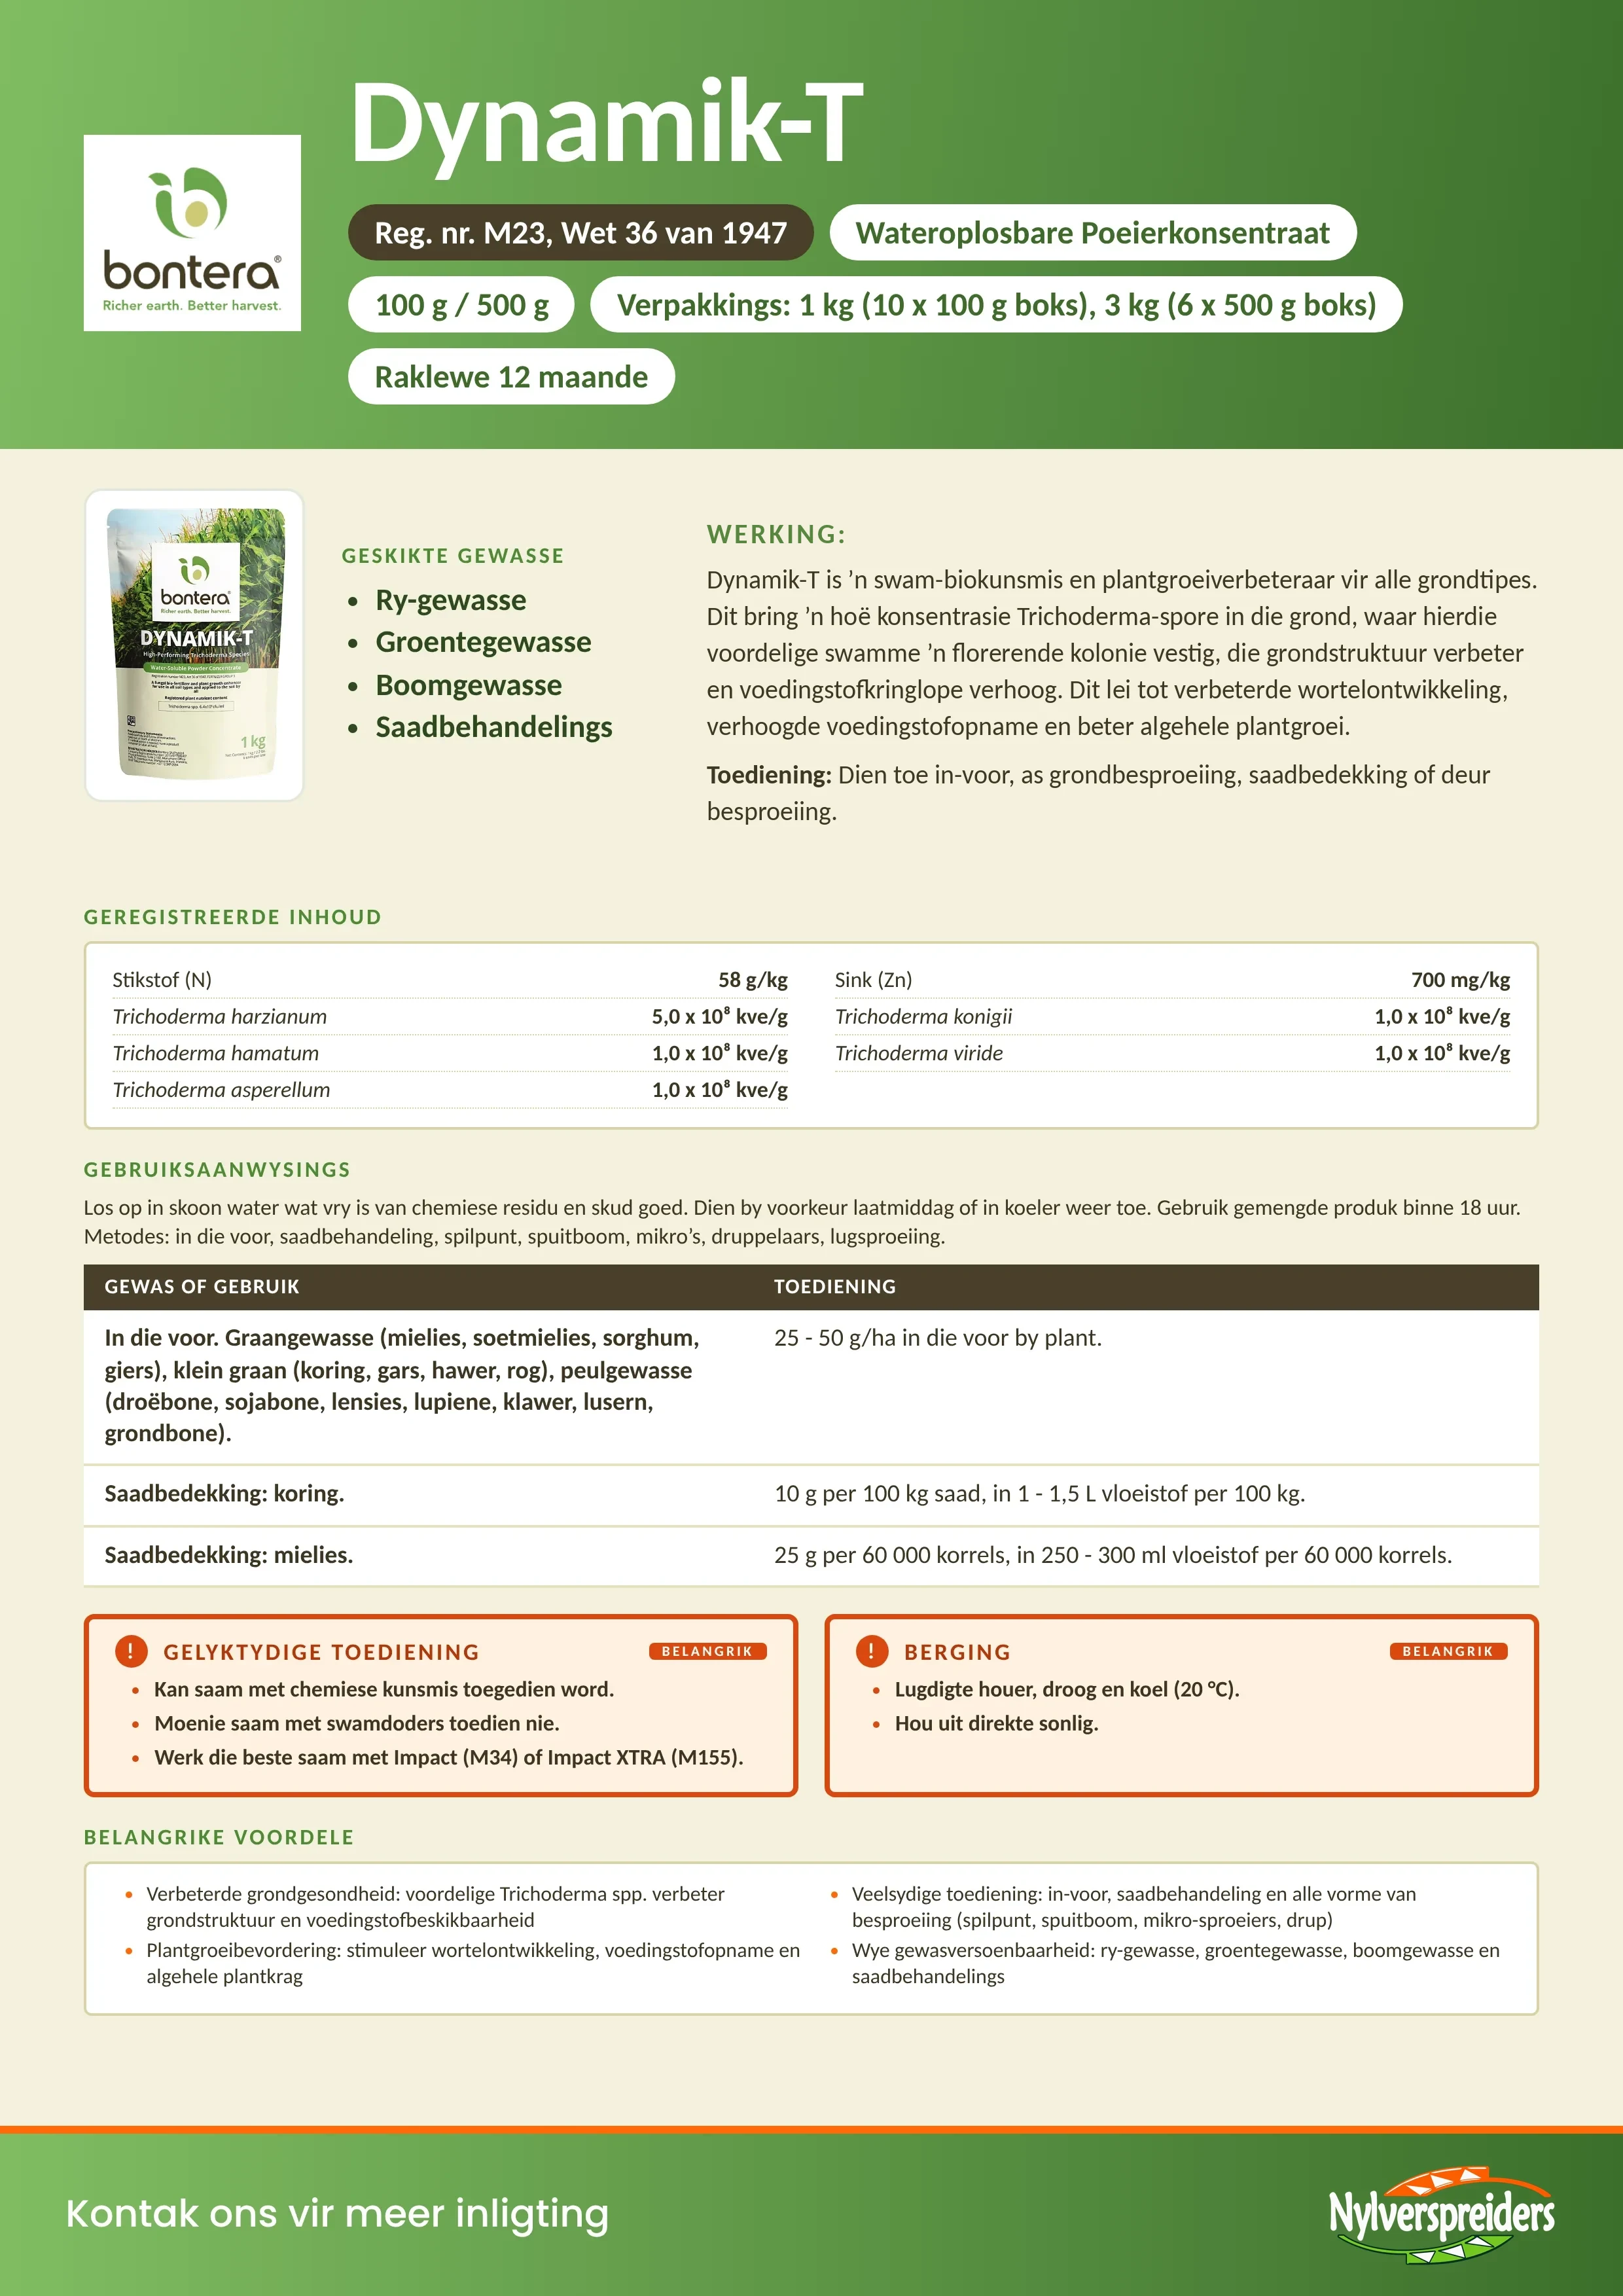 Dynamik-T
bontera®
Richer earth. Better harvest.
Reg. nr. M23, Wet 36 van 1947
Wateroplosbare Poeierkonsentraat
100 g / 500 g
Verpakkings: 1 kg (10 x 100 g boks), 3 kg (6 x 500 g boks)
Raklewe 12 maande
bontera
Richer earth. Better harvest.
DYNAMIK-T
High-Performing Trichoderma Species
Water-Soluble Powder Concentrate
1 kg
GESKIKTE GEWASSE
• Ry-gewasse
• Groentegewasse
• Boomgewasse
• Saadbehandelings
WERKING:
Dynamik-T is ’n swam-biokunsmis en plantgroeiverbeteraar vir alle grondtipes.
Dit bring ’n hoë konsentrasie Trichoderma-spore in die grond, waar hierdie
voordelige swamme ’n florerende kolonie vestig, die grondstruktuur verbeter
en voedingstofkringlope verhoog. Dit lei tot verbeterde wortelontwikkeling,
verhoogde voedingstofopname en beter algehele plantgroei.
Toediening: Dien toe in-voor, as grondbesproeiing, saadbedekking of deur
besproeiing.
GEREGISTREERDE INHOUD
Stikstof (N) 58 g/kg
Sink (Zn) 700 mg/kg
Trichoderma harzianum 5,0 x 10⁸ kve/g
Trichoderma konigii 1,0 x 10⁸ kve/g
Trichoderma hamatum 1,0 x 10⁸ kve/g
Trichoderma viride 1,0 x 10⁸ kve/g
Trichoderma asperellum 1,0 x 10⁸ kve/g
GEBRUIKSAANWYSINGS
Los op in skoon water wat vry is van chemiese residu en skud goed. Dien by voorkeur laatmiddag of in koeler weer toe. Gebruik gemengde produk binne 18 uur.
Metodes: in die voor, saadbehandeling, spilpunt, spuitboom, mikro’s, druppelaars, lugsproeiing.
GEWAS OF GEBRUIK TOEDIENING
In die voor. Graangewasse (mielies, soetmielies, sorghum, 25 - 50 g/ha in die voor by plant.
giers), klein graan (koring, gars, hawer, rog), peulgewasse
(droëbone, sojabone, lensies, lupiene, klawer, lusern,
grondbone).
Saadbedekking: koring. 10 g per 100 kg saad, in 1 - 1,5 L vloeistof per 100 kg.
Saadbedekking: mielies. 25 g per 60 000 korrels, in 250 - 300 ml vloeistof per 60 000 korrels.
! GELYKTYDIGE TOEDIENING BELANGRIK
• Kan saam met chemiese kunsmis toegedien word.
• Moenie saam met swamdoders toedien nie.
• Werk die beste saam met Impact (M34) of Impact XTRA (M155).
! BERGING BELANGRIK
• Lugdigte houer, droog en koel (20 °C).
• Hou uit direkte sonlig.
BELANGRIKE VOORDELE
• Verbeterde grondgesondheid: voordelige Trichoderma spp. verbeter
grondstruktuur en voedingstofbeskikbaarheid
• Plantgroeibevordering: stimuleer wortelontwikkeling, voedingstofopname en
algehele plantkrag
• Veelsydige toediening: in-voor, saadbehandeling en alle vorme van
besproeiing (spilpunt, spuitboom, mikro-sproeiers, drup)
• Wye gewasversoenbaarheid: ry-gewasse, groentegewasse, boomgewasse en
saadbehandelings
Kontak ons vir meer inligting
Nylverspreiders